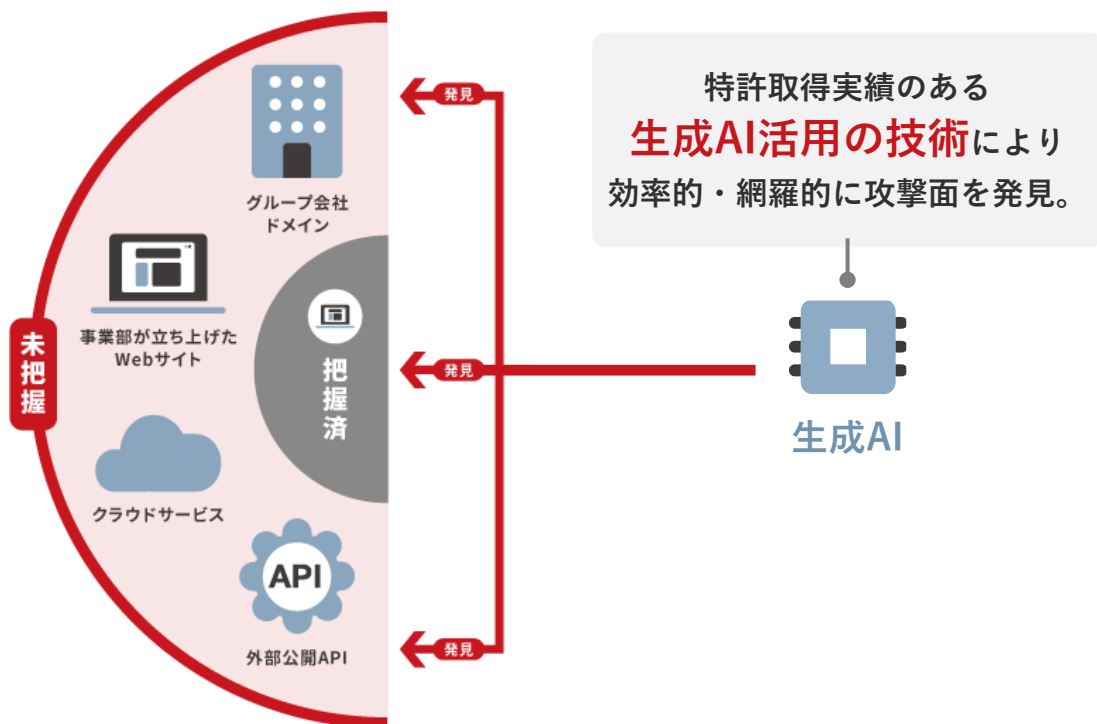 特許取得実績のある
生成AI活用の技術により
効率的・網羅的に攻撃面を発見。
発見
グループ会社
ドメイン
事業部が立ち上げた
Webサイト
未把握
把握済
発見
生成AI
クラウドサービス
API
外部公開API
発見